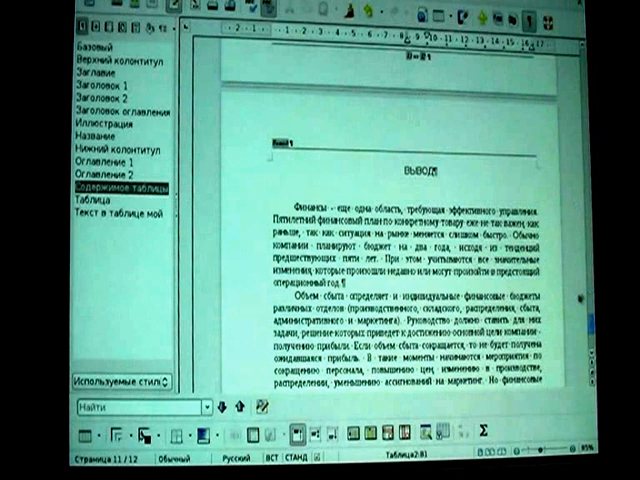 Базовый
Верхний колонтитул
Заглавие
Заголовок 1
Заголовок 2
Заголовок оглавления
Иллюстрация
Название
Нижний колонтитул
Оглавление 1
Оглавление 2
Содержимое таблицы
Таблица
Текст в таблице мой
Используемые стили
Найти
ВЫВОД¶
Финансы - еще одна область, требующая эффективного управления.
Пятилетний финансовый план по конкретному товару уже не так важен, как
раньше, так как ситуация на рынке меняется слишком быстро. Обычно
компании планируют бюджет на два года, исходя из тенденций
предшествующих пяти лет. При этом учитываются все значительные
изменения, которые произошли недавно или могут произойти в предстоящий
операционный год.¶
Объем сбыта определяет и индивидуальные финансовые бюджеты
различных отделов (производственного, складского, распределения, сбыта,
административного и маркетинга). Руководство должно ставить для них
задачи, решение которых приведет к достижению основной цели компании -
получению прибыли. Если объем сбыта сокращается, то не будет получена
ожидавшаяся прибыль. В такие моменты начинаются мероприятия по
сокращению персонала, повышению цен, изменению в производстве,
распределении, уменьшению ассигнований на маркетинг. Но финансовые
Страница 11 / 12
Обычный
Русский
ВСТ
СТАНД
Таблица2:B1
85%